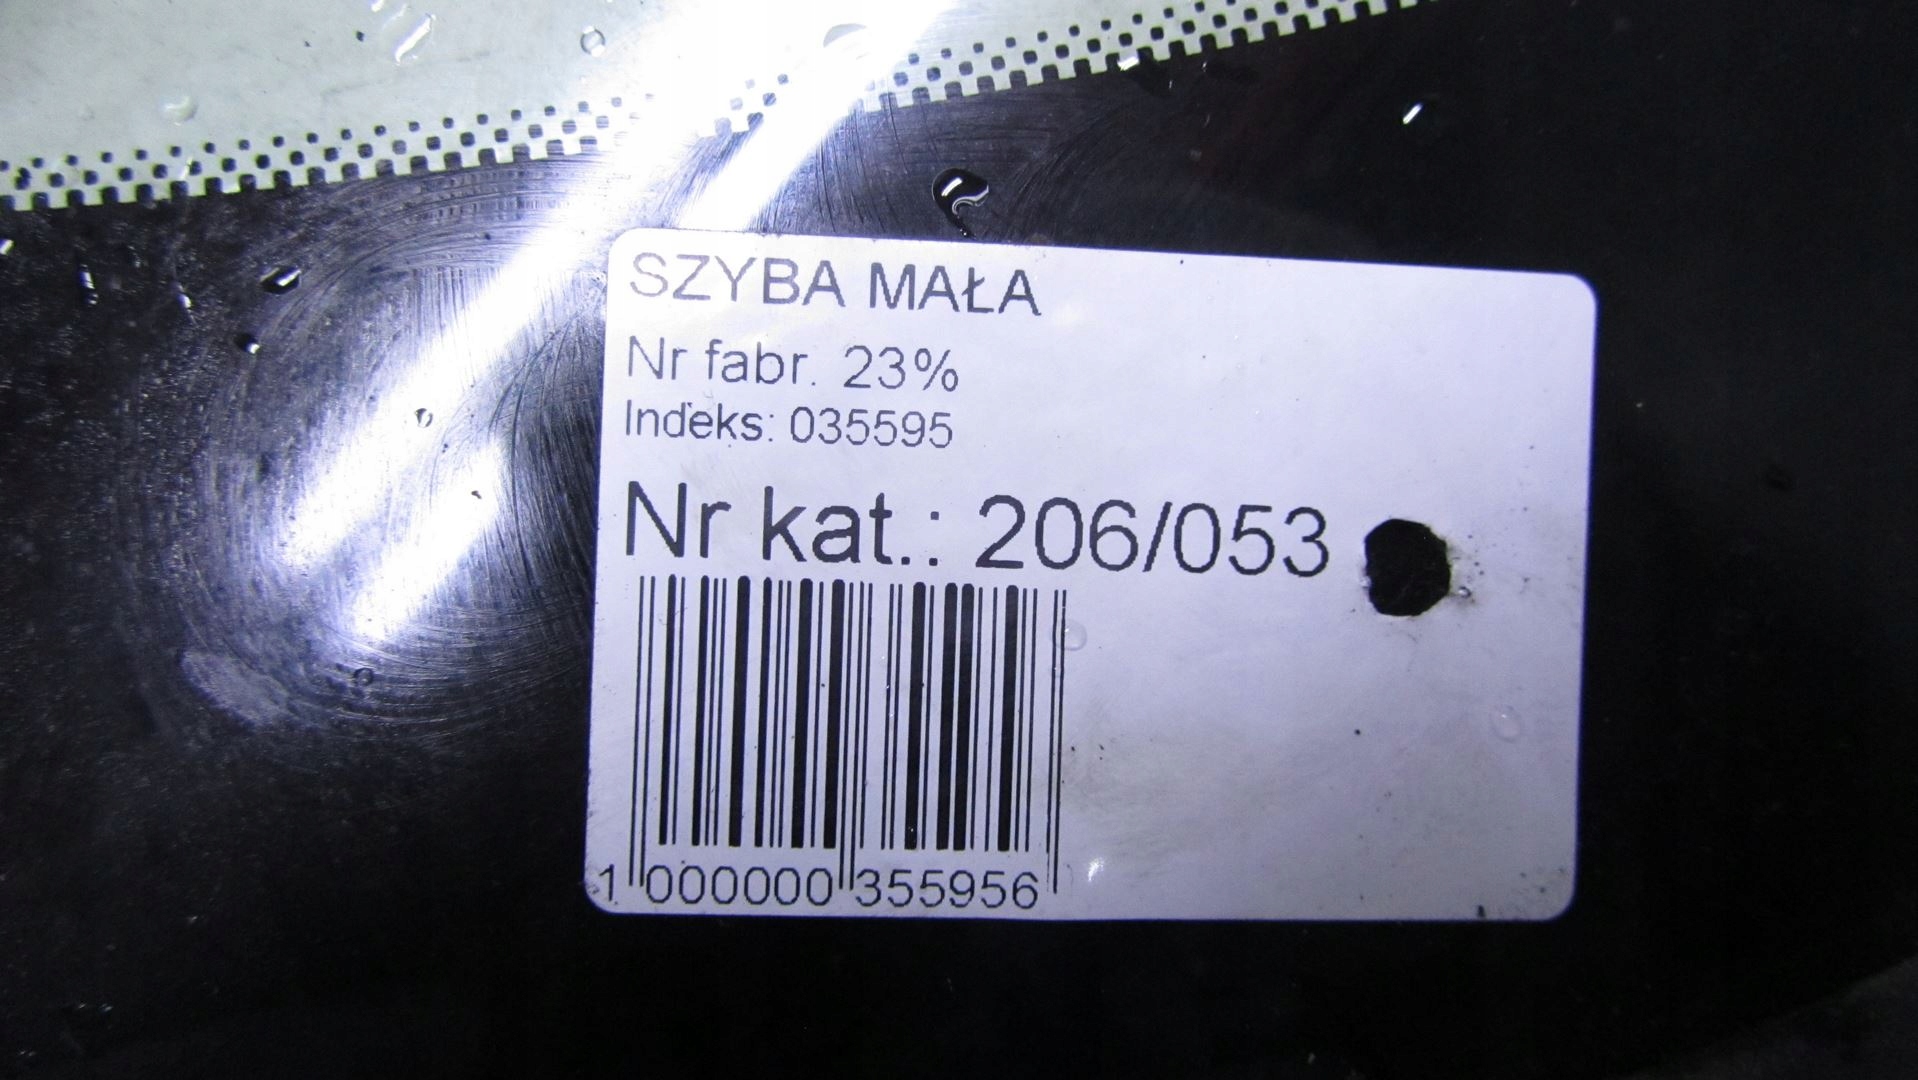 SZYBA MAŁA
Nr fabr. 23%
Indeks: 035595
Nr kat.: 206/053
1 000000 355956